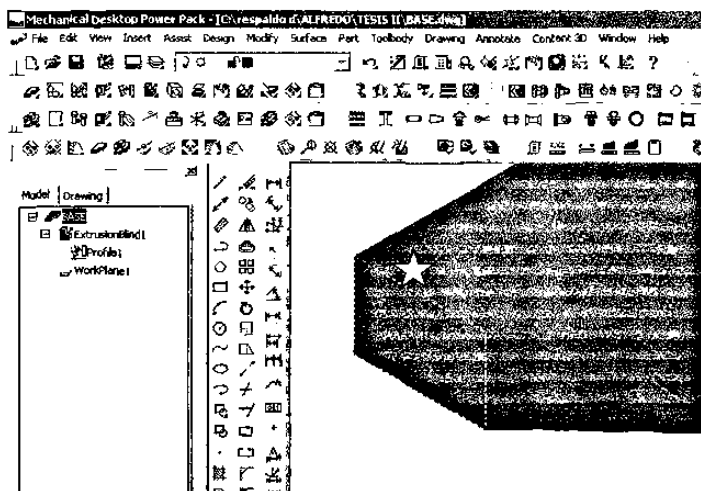 Mechanical Desktop Power Pack - [C:\respaldo d\ALFREDO\TESIS II\BASE.dwg]
File Edit View Insert Assist Design Modify Surface Part Toolbody Drawing Annotate Content 3D Window Help
Model Drawing
BASE
ExtrusionBlind1
Profile1
WorkPlane1